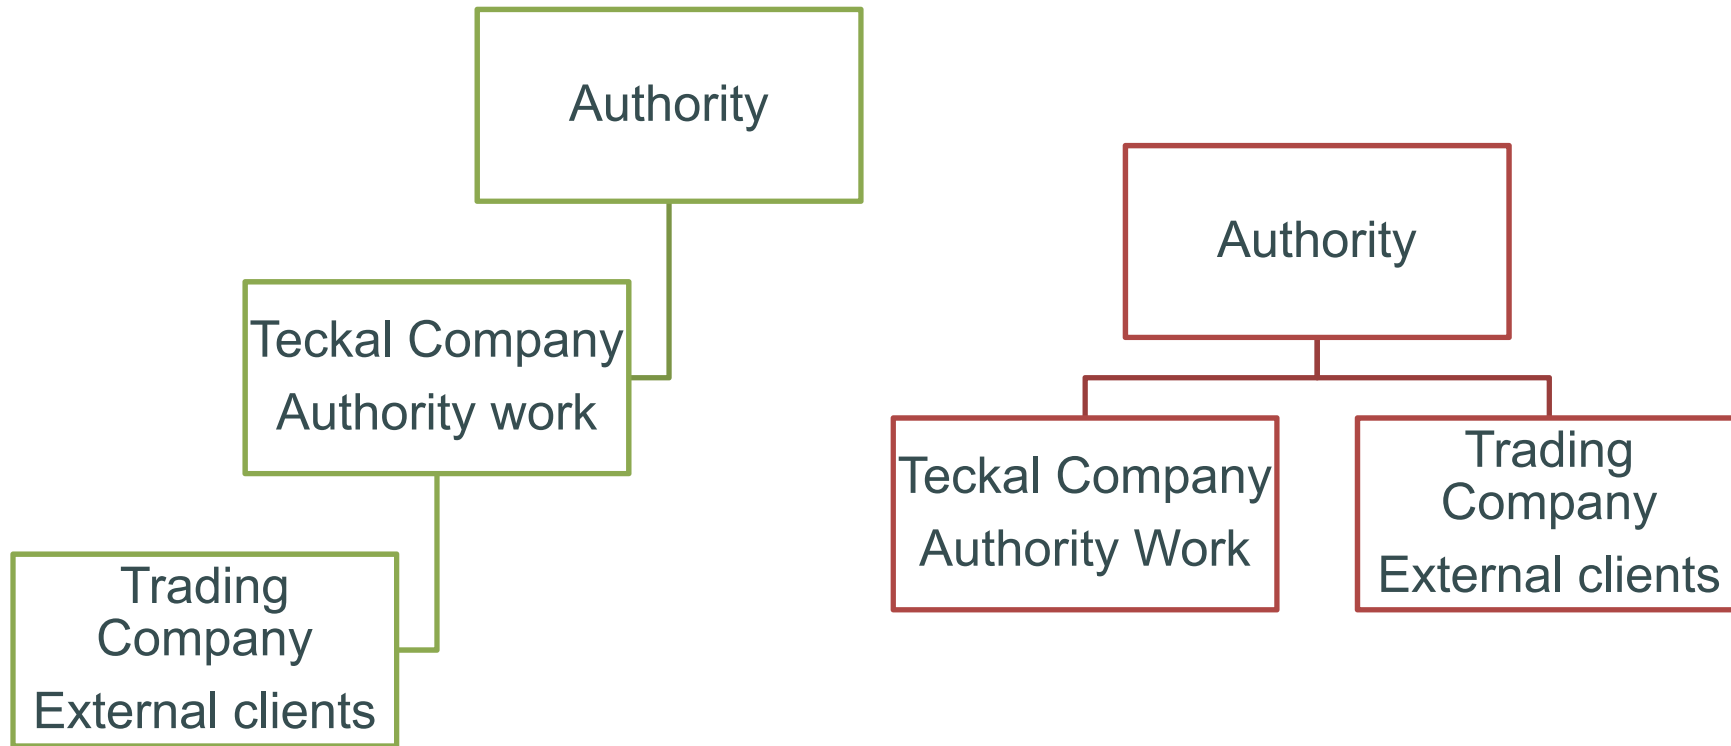 Authority
Teckal Company
Authority work
Trading
Company
External clients
Authority
Teckal Company
Authority Work
Trading
Company
External clients